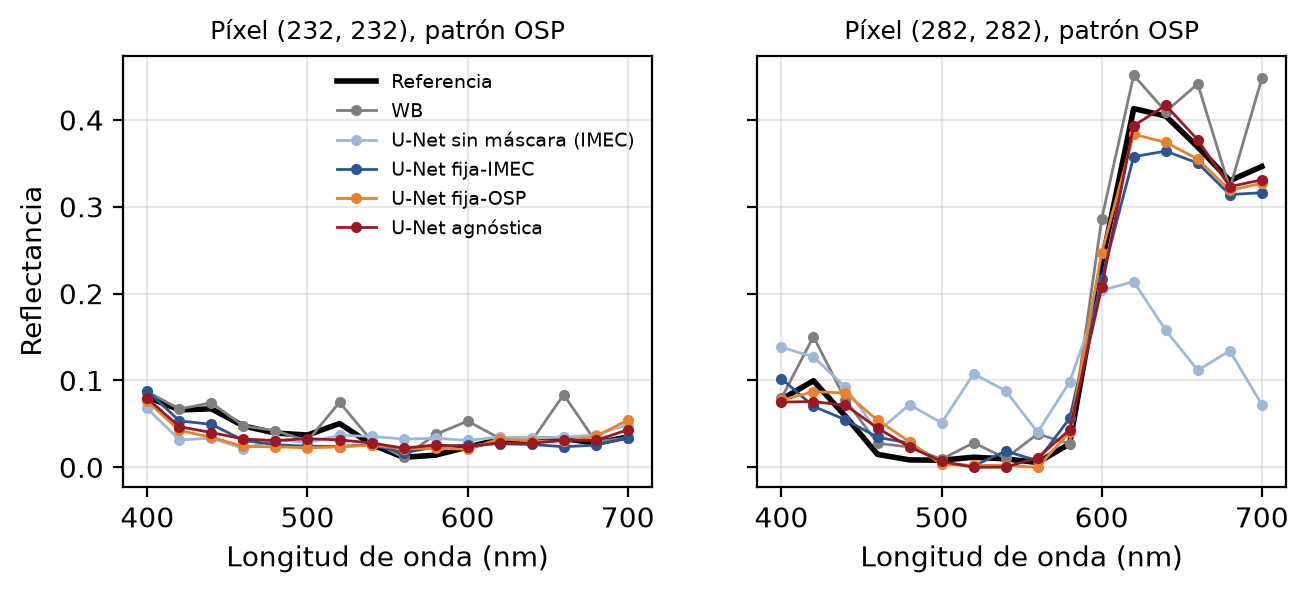 Píxel (232, 232), patrón OSP
Reflectancia
0.4
0.3
0.2
0.1
0.0
Referencia
WB
U-Net sin máscara (IMEC)
U-Net fija-IMEC
U-Net fija-OSP
U-Net agnóstica
400 500 600 700
Longitud de onda (nm)
Píxel (282, 282), patrón OSP
400 500 600 700
Longitud de onda (nm)